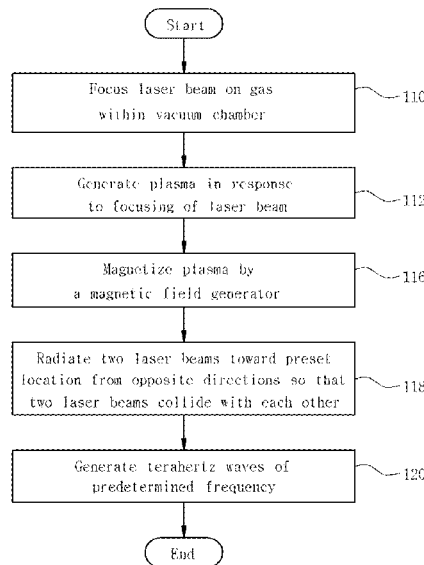 Start
Focus laser beam on gas
within vacuum chamber
110
Generate plasma in response
to focusing of laser beam
113
Magnetize plasma by
a magnetic field generator
116
Radiate two laser beams toward preset
location from opposite directions so that
two laser beams collide with each other
118
Generate terahertz waves of
predetermined frequency
120
End